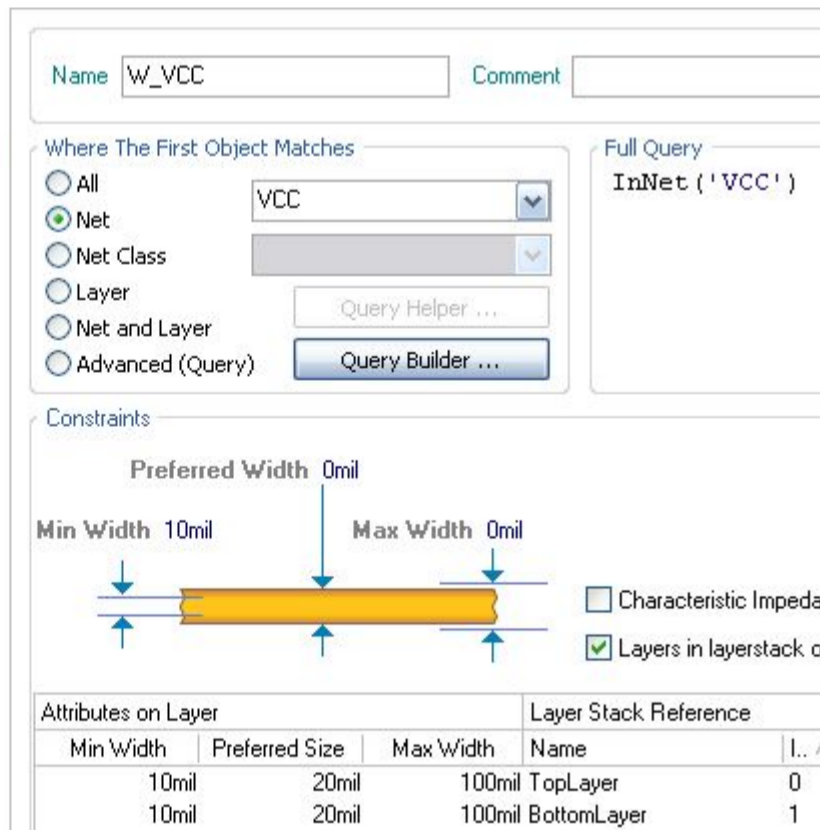 Name W_VCC Comment
Where The First Object Matches Full Query
All
VCC
InNet('VCC')
Net
Net Class
Layer
Query Helper ...
Net and Layer
Advanced (Query) Query Builder ...
Constraints
Preferred Width 0mil
Min Width 10mil Max Width 0mil
Characteristic Impeda
Layers in layerstack o
Attributes on Layer Layer Stack Reference
Min Width Preferred Size Max Width Name I..
10mil 20mil 100mil TopLayer 0
10mil 20mil 100mil BottomLayer 1